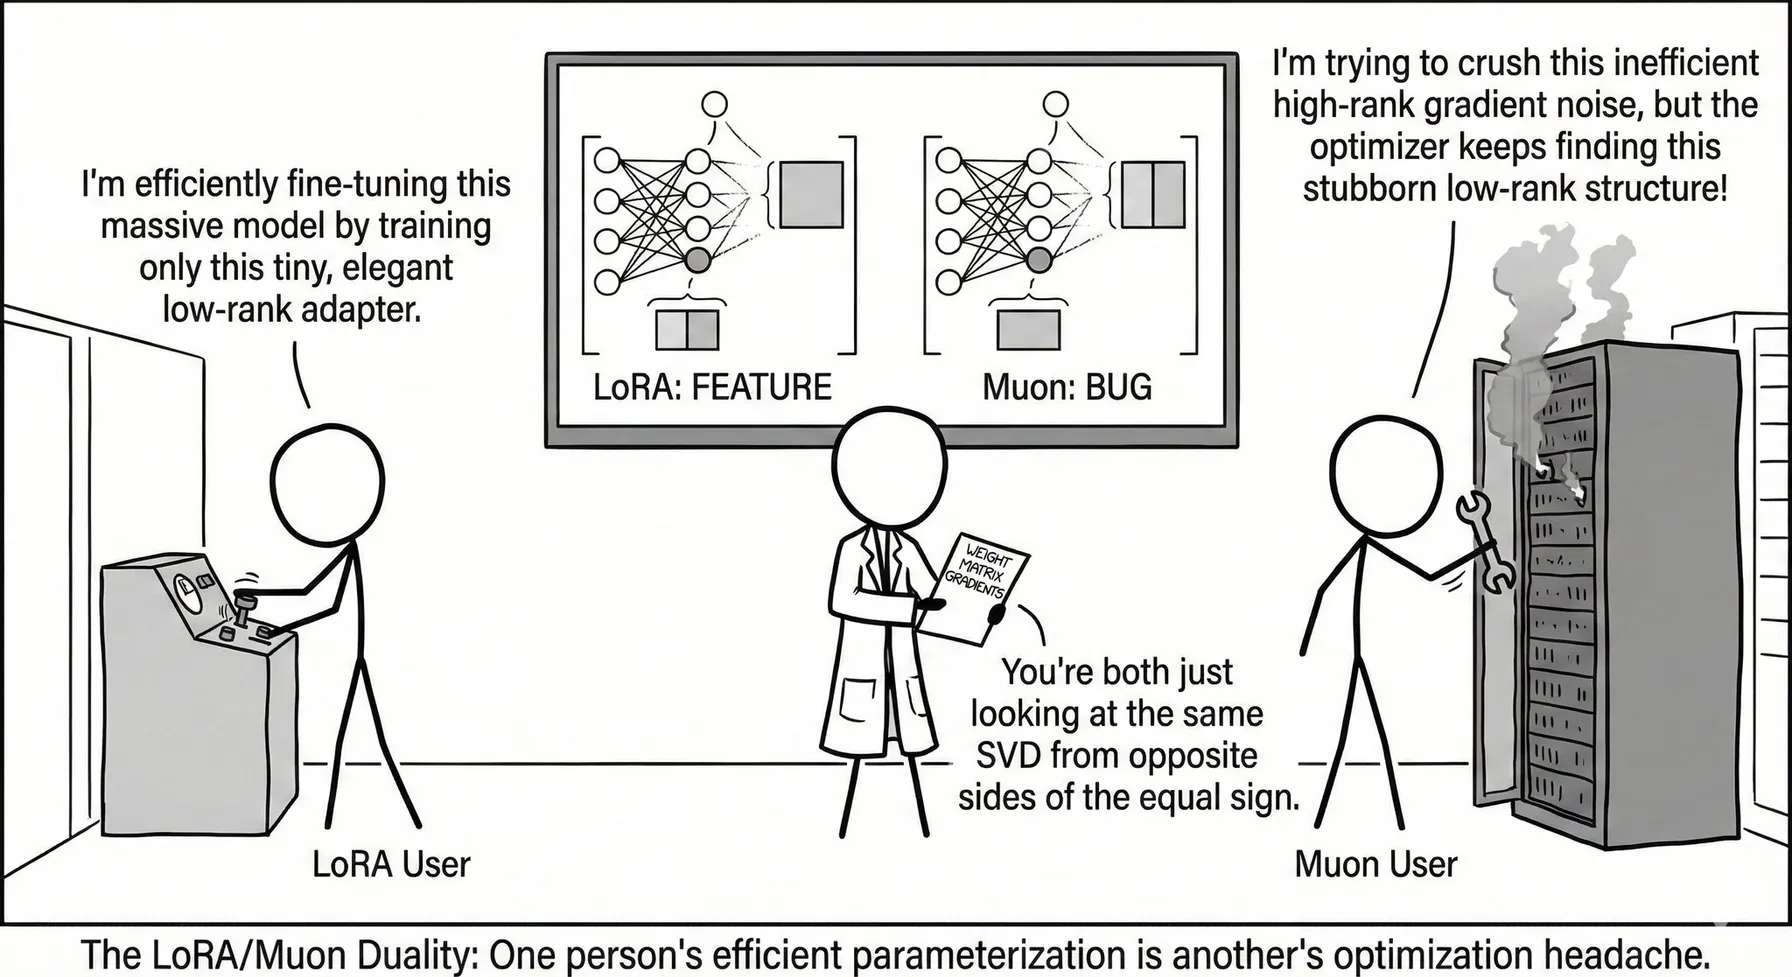 I'm efficiently fine-tuning this
massive model by training
only this tiny, elegant
low-rank adapter.
LoRA: FEATURE
Muon: BUG
I'm trying to crush this inefficient
high-rank gradient noise, but the
optimizer keeps finding this
stubborn low-rank structure!
WEIGHT
MATRIX
GRADIENTS
You're both just
looking at the same
SVD from opposite
sides of the equal sign.
LoRA User
Muon User
The LoRA/Muon Duality: One person's efficient parameterization is another's optimization headache.